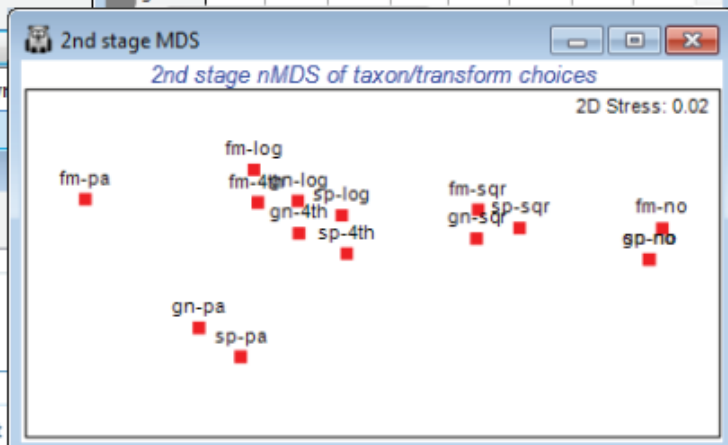 2nd stage MDS
2nd stage nMDS of taxon/transform choices
2D Stress: 0.02
fm-log
fm-pa
fm-4th
gn-log
sp-log
fm-sqr
sp-sqr
fm-no
gn-4th
gn-sqr
sp-4th
sp-no
gn-pa
sp-pa